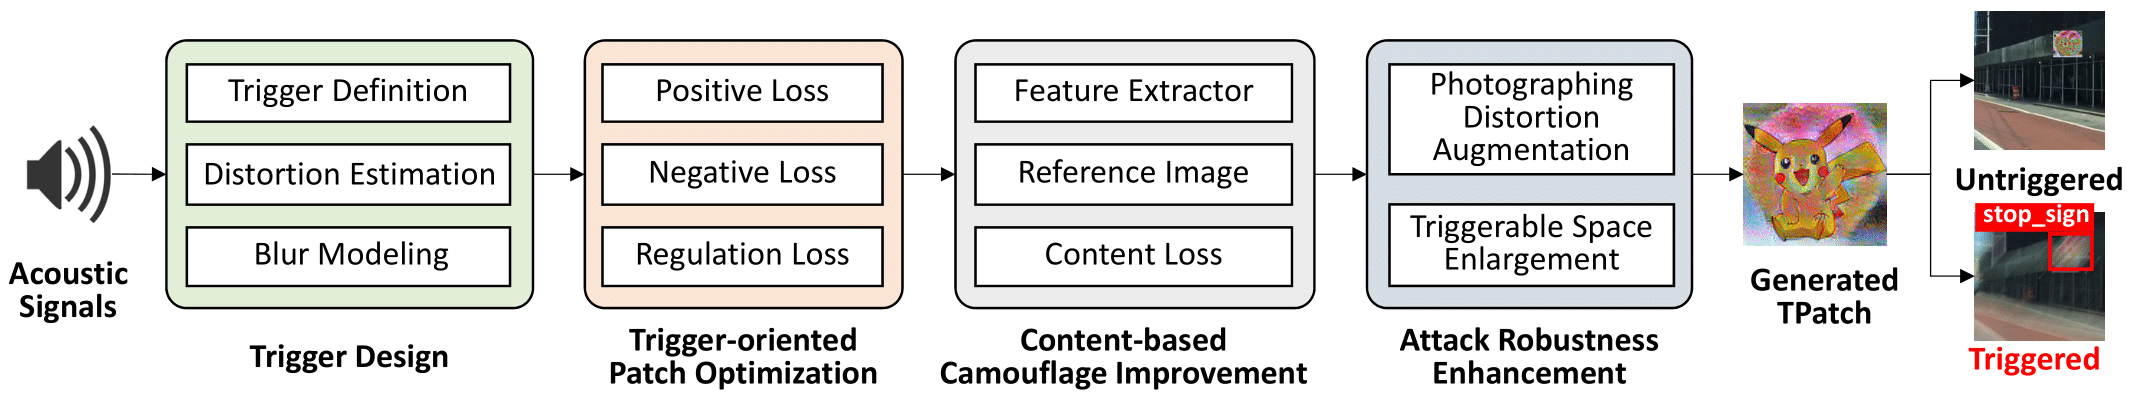 Acoustic
Signals
Trigger Definition
Distortion Estimation
Blur Modeling
Trigger Design
Positive Loss
Negative Loss
Regulation Loss
Trigger-oriented
Patch Optimization
Feature Extractor
Reference Image
Content Loss
Content-based
Camouflage Improvement
Photographing
Distortion
Augmentation
Triggerable Space
Enlargement
Attack Robustness
Enhancement
Generated
TPatch
Untriggered
stop_sign
Triggered